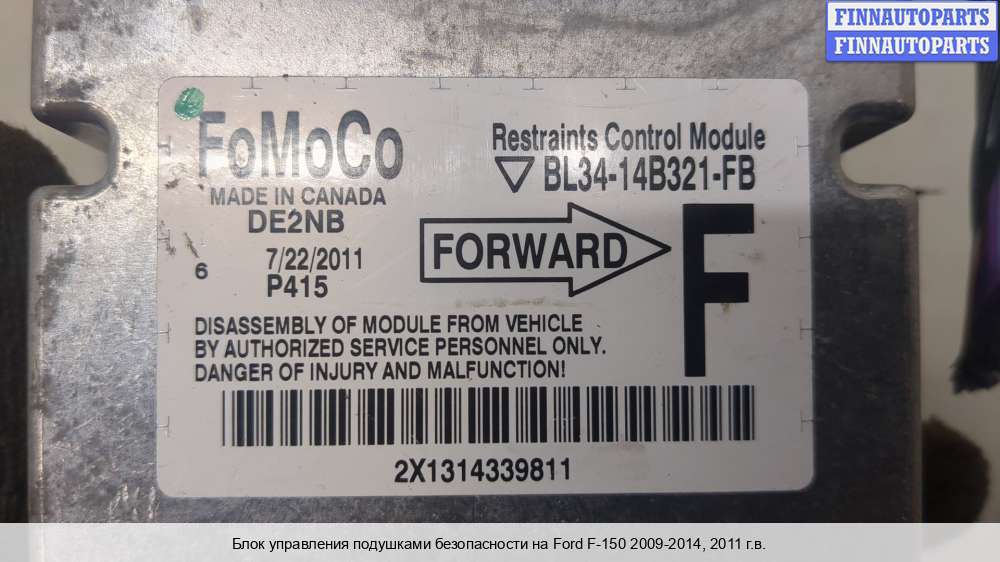 FINNAUTOPARTS
FINNAUTOPARTS
FoMoCo
MADE IN CANADA
DE2NB
7/22/2011
6
P415
Restraints Control Module
BL34-14B321-FB
FORWARD
F
DISASSEMBLY OF MODULE FROM VEHICLE
BY AUTHORIZED SERVICE PERSONNEL ONLY.
DANGER OF INJURY AND MALFUNCTION!
2X1314339811
Блок управления подушками безопасности на Ford F-150 2009-2014, 2011 г.в.